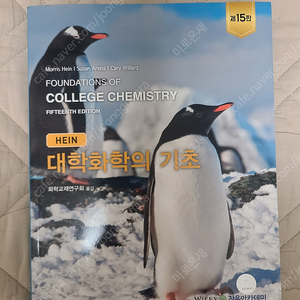 제15판
Morris Hein | Susan Arena | Cary Willard
FOUNDATIONS OF
COLLEGE CHEMISTRY
FIFTEENTH EDITION
HEIN
대학화학의 기초
화학교재연구회 옮김
WILEY
자유아카데미